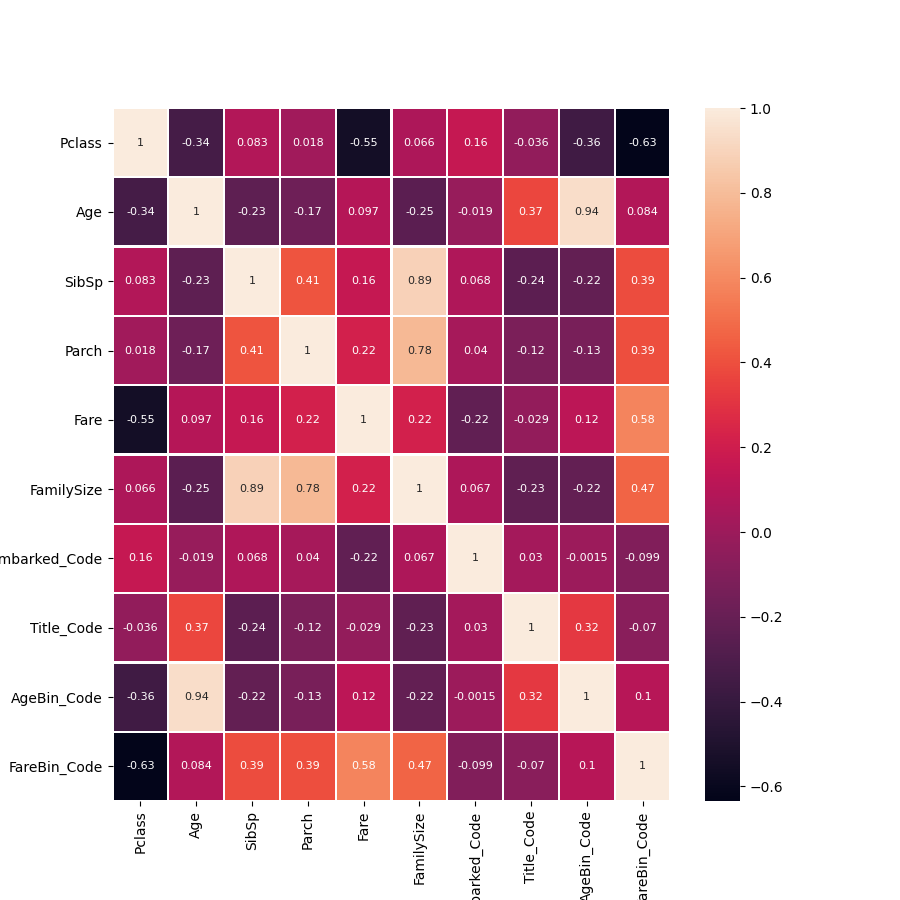 Pclass 1 -0.34 0.083 0.018 -0.55 0.066 0.16 -0.036 -0.36 -0.63
Age -0.34 1 -0.23 -0.17 0.097 -0.25 -0.019 0.37 0.94 0.084
SibSp 0.083 -0.23 1 0.41 0.16 0.89 0.068 -0.24 -0.22 0.39
Parch 0.018 -0.17 0.41 1 0.22 0.78 0.04 -0.12 -0.13 0.39
Fare -0.55 0.097 0.16 0.22 1 0.22 -0.22 -0.029 0.12 0.58
FamilySize 0.066 -0.25 0.89 0.78 0.22 1 0.067 -0.23 -0.22 0.47
mbarked_Code 0.16 -0.019 0.068 0.04 -0.22 0.067 1 0.03 -0.0015 -0.099
Title_Code -0.036 0.37 -0.24 -0.12 -0.029 -0.23 0.03 1 0.32 -0.07
AgeBin_Code -0.36 0.94 -0.22 -0.13 0.12 -0.22 -0.0015 0.32 1 0.1
FareBin_Code -0.63 0.084 0.39 0.39 0.58 0.47 -0.099 -0.07 0.1 1
Pclass
Age
SibSp
Parch
Fare
FamilySize
barked_Code
Title_Code
AgeBin_Code
areBin_Code
1.0
0.8
0.6
0.4
0.2
0.0
−0.2
−0.4
−0.6